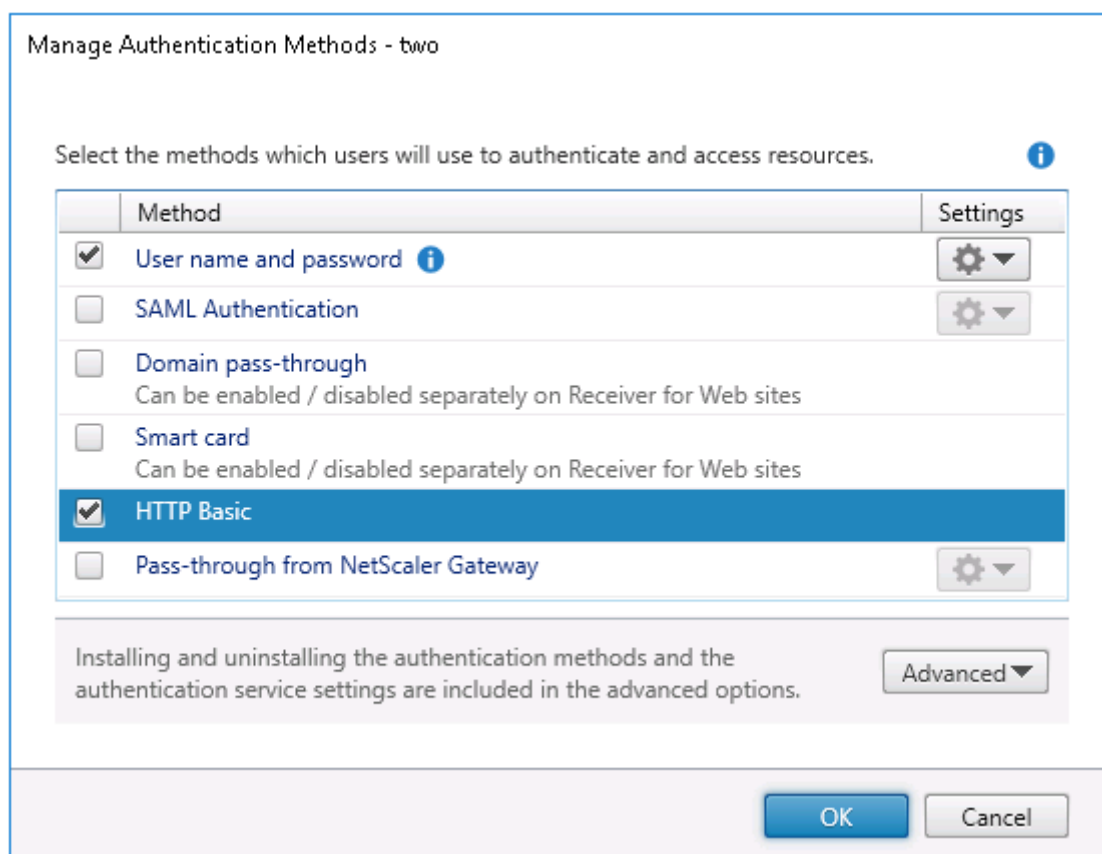 Manage Authentication Methods - two
Select the methods which users will use to authenticate and access resources.
Method Settings
User name and password
SAML Authentication
Domain pass-through
Can be enabled / disabled separately on Receiver for Web sites
Smart card
Can be enabled / disabled separately on Receiver for Web sites
HTTP Basic
Pass-through from NetScaler Gateway
Installing and uninstalling the authentication methods and the
authentication service settings are included in the advanced options.
Advanced
OK Cancel